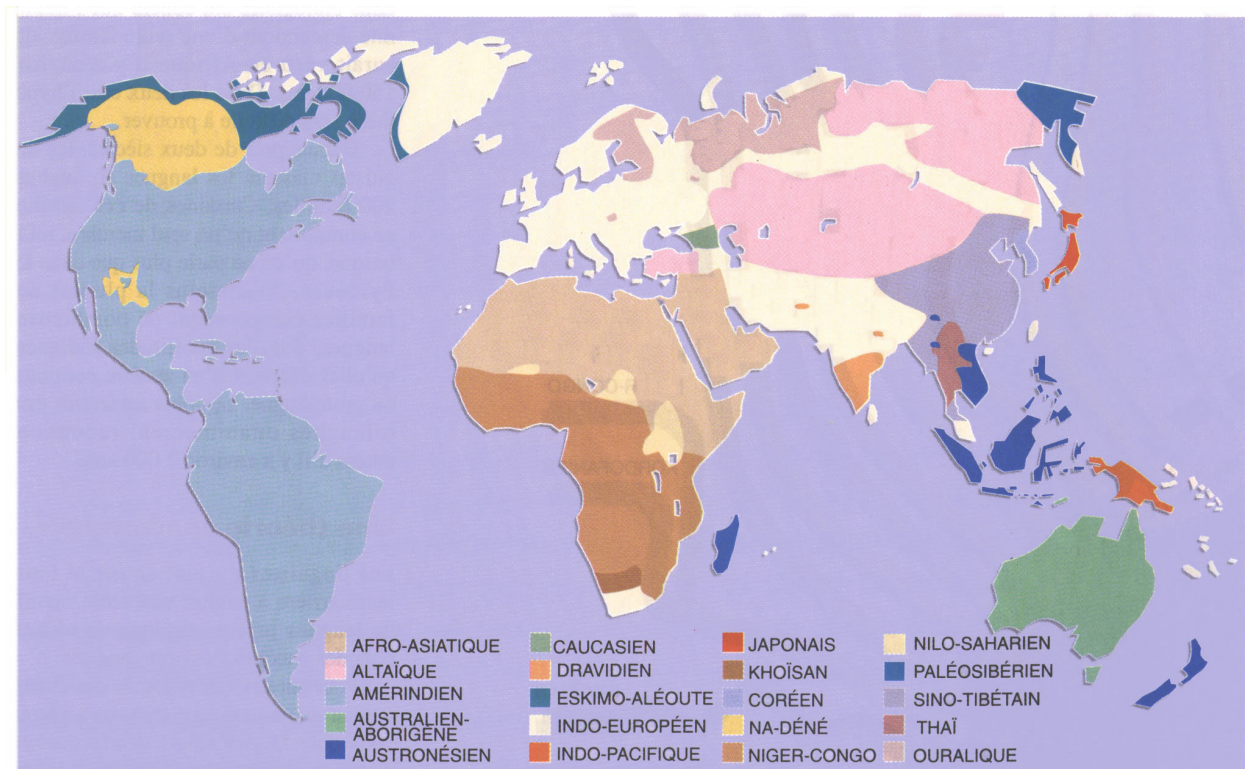 AFRO-ASIATIQUE
ALTAÏQUE
AMÉRINDIEN
AUSTRALIEN-
ABORIGÈNE
AUSTRONÉSIEN
CAUCASIEN
DRAVIDIEN
ESKIMO-ALÉOUTE
INDO-EUROPÉEN
INDO-PACIFIQUE
JAPONAIS
KHOÏSAN
CORÉEN
NA-DÉNÉ
NIGER-CONGO
NILO-SAHARIEN
PALÉOSIBÉRIEN
SINO-TIBÉTAIN
THAÏ
OURALIQUE